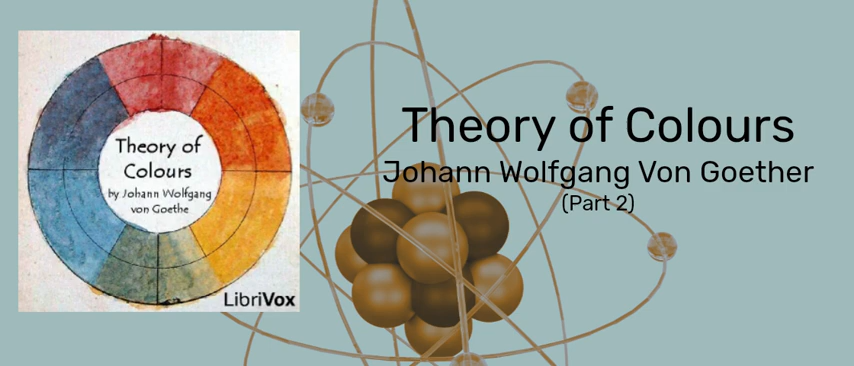 Theory of
Colours
by Johann Wolfgang
von Goethe
LibriVox
Theory of Colours
Johann Wolfgang Von Goether
(Part 2)